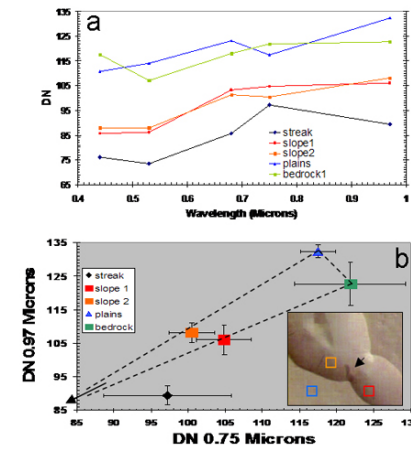 a
135
125
115
105
95
85
75
65
DN
0.4 0.5 0.6 0.7 0.8 0.9 1
Wavelength (Microns)
streak
slope1
slope2
plains
bedrock1
b
135
125
115
105
95
85
DN 0.97 Microns
streak
slope 1
slope 2
plains
bedrock
85 90 95 100 105 110 115 120 125
DN 0.75 Microns